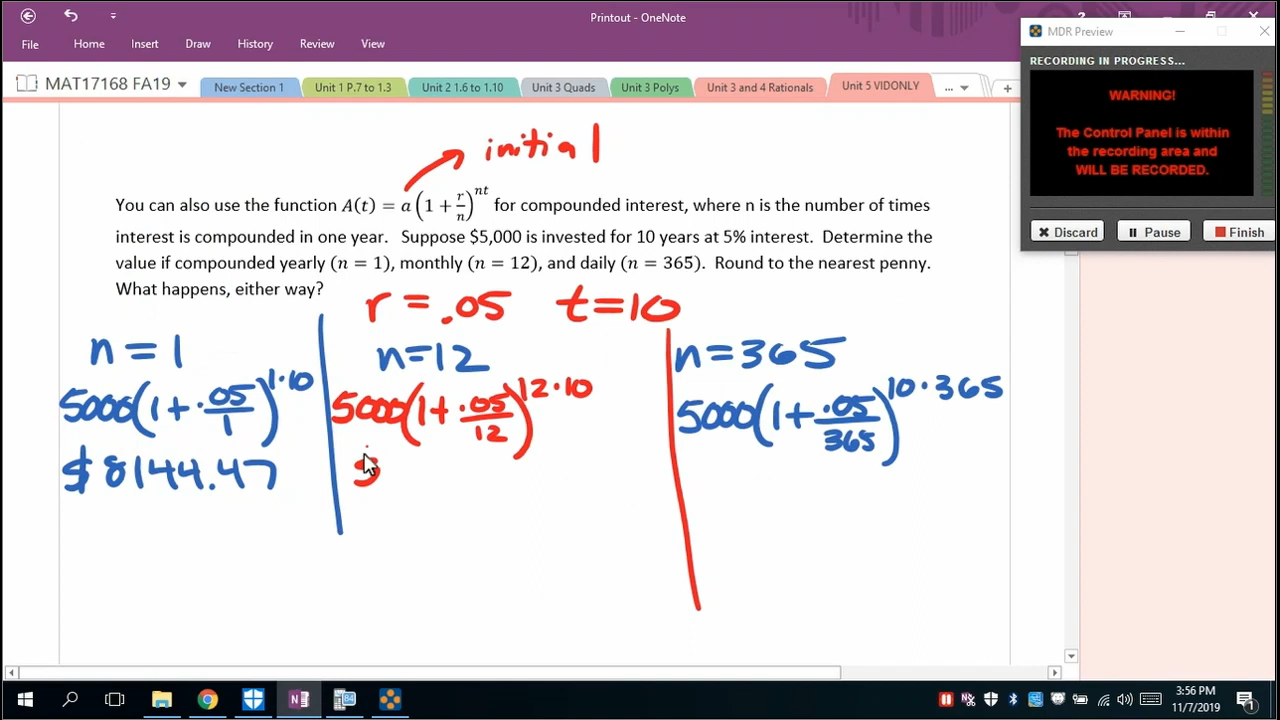 Printout - OneNote
?
File Home Insert Draw History Review View
MDR Preview
RECORDING IN PROGRESS...
WARNING!
The Control Panel is within
the recording area and
WILL BE RECORDED.
Discard Pause Finish
MAT17168 FA19 New Section 1 Unit 1 P.7 to 1.3 Unit 2 1.6 to 1.10 Unit 3 Quads Unit 3 Polys Unit 3 and 4 Rationals Unit 5 VIDONLY ... +
initial
You can also use the function A(t) = a(1 + r/n)^nt for compounded interest, where n is the number of times
interest is compounded in one year. Suppose $5,000 is invested for 10 years at 5% interest. Determine the
value if compounded yearly (n = 1), monthly (n = 12), and daily (n = 365). Round to the nearest penny.
What happens, either way?
r = .05 t=10
n = 1
5000(1 + .05/1)^1·10
$8144.47
n=12
5000(1 + .05/12)^12·10
n=365
5000(1 + .05/365)^10·365
3:56 PM
11/7/2019
1